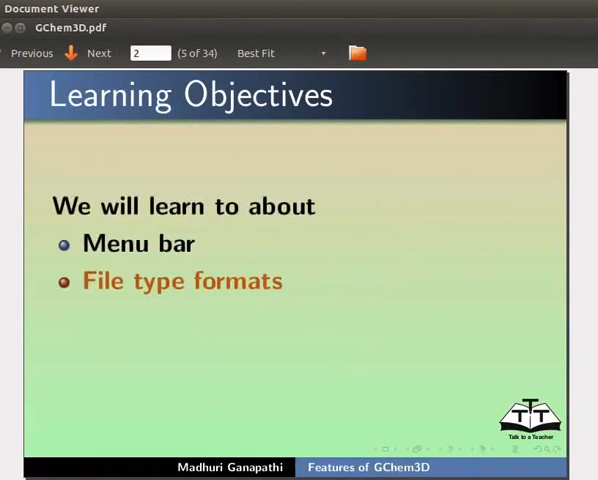 Document Viewer
GChem3D.pdf
Previous Next 2 (5 of 34) Best Fit
Learning Objectives
We will learn to about
Menu bar
File type formats
T T T
Talk to a Teacher
Madhuri Ganapathi Features of GChem3D